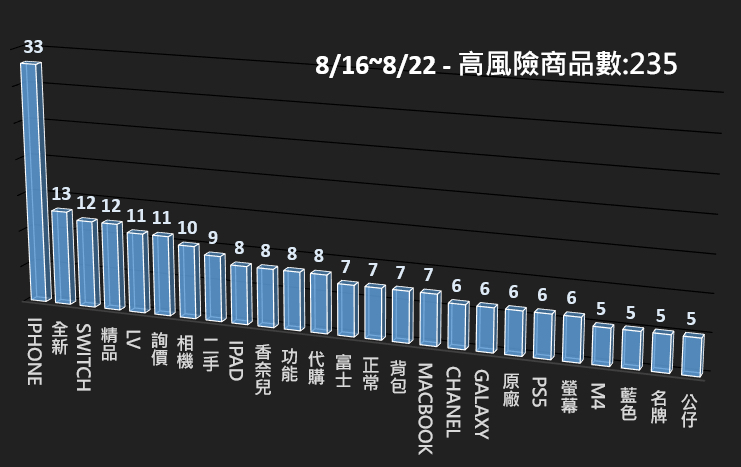 8/16~8/22 - 高風險商品數:235
33
13
12
12
11
11
10
9
8
8
8
8
7
7
7
7
6
6
6
6
6
5
5
5
5
IPHONE
全新
SWITCH
精品
LV
詢價
相機
二手
IPAD
香奈兒
功能
代購
富士
正常
背包
MACBOOK
CHANEL
GALAXY
原廠
PS5
螢幕
M4
藍色
名牌
公仔